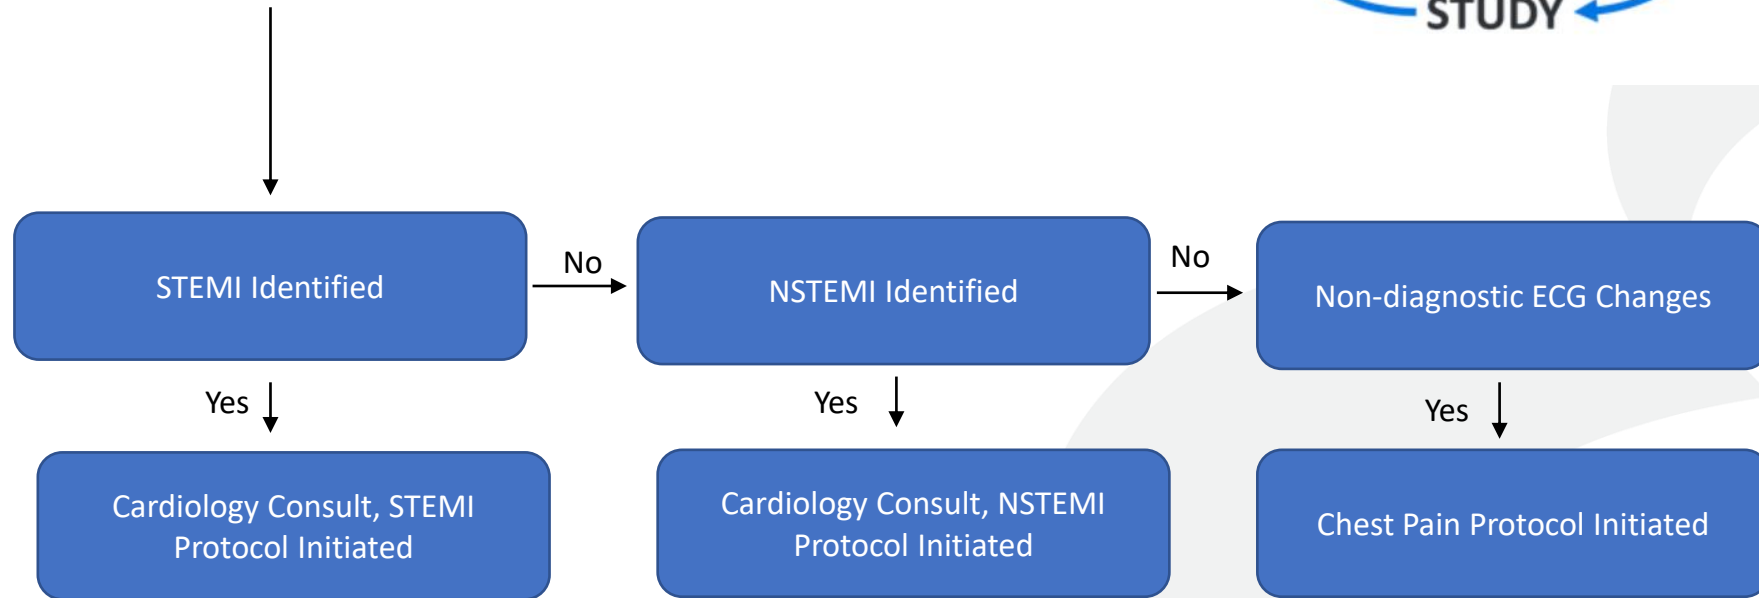 STUDY
STEMI Identified
No
NSTEMI Identified
No
Non-diagnostic ECG Changes
Yes
Yes
Yes
Cardiology Consult, STEMI
Protocol Initiated
Cardiology Consult, NSTEMI
Protocol Initiated
Chest Pain Protocol Initiated